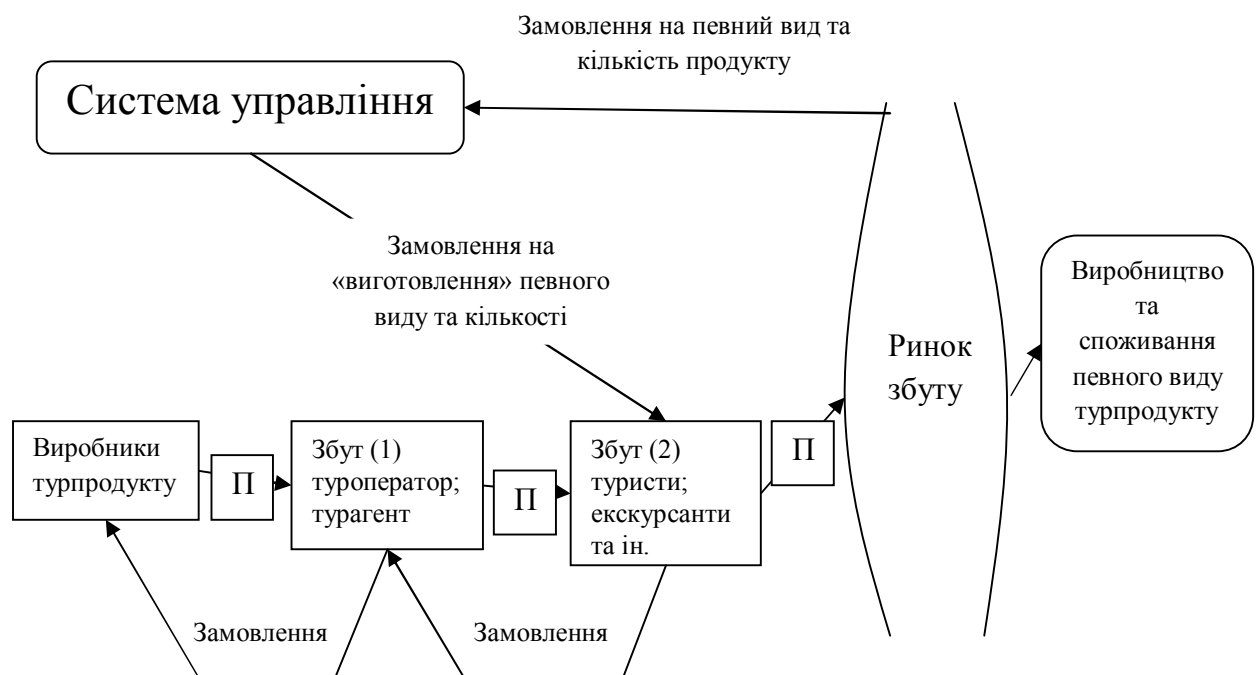 Замовлення на певний вид та
кількість продукту
Система управління
Замовлення на
«виготовлення» певного
виду та кількості
Виробництво
та
споживання
певного виду
турпродукту
Ринок
збуту
Виробники
турпродукту
П
Збут (1)
туроператор;
турагент
П
Збут (2)
туристи;
екскурсанти
та ін.
П
Замовлення
Замовлення